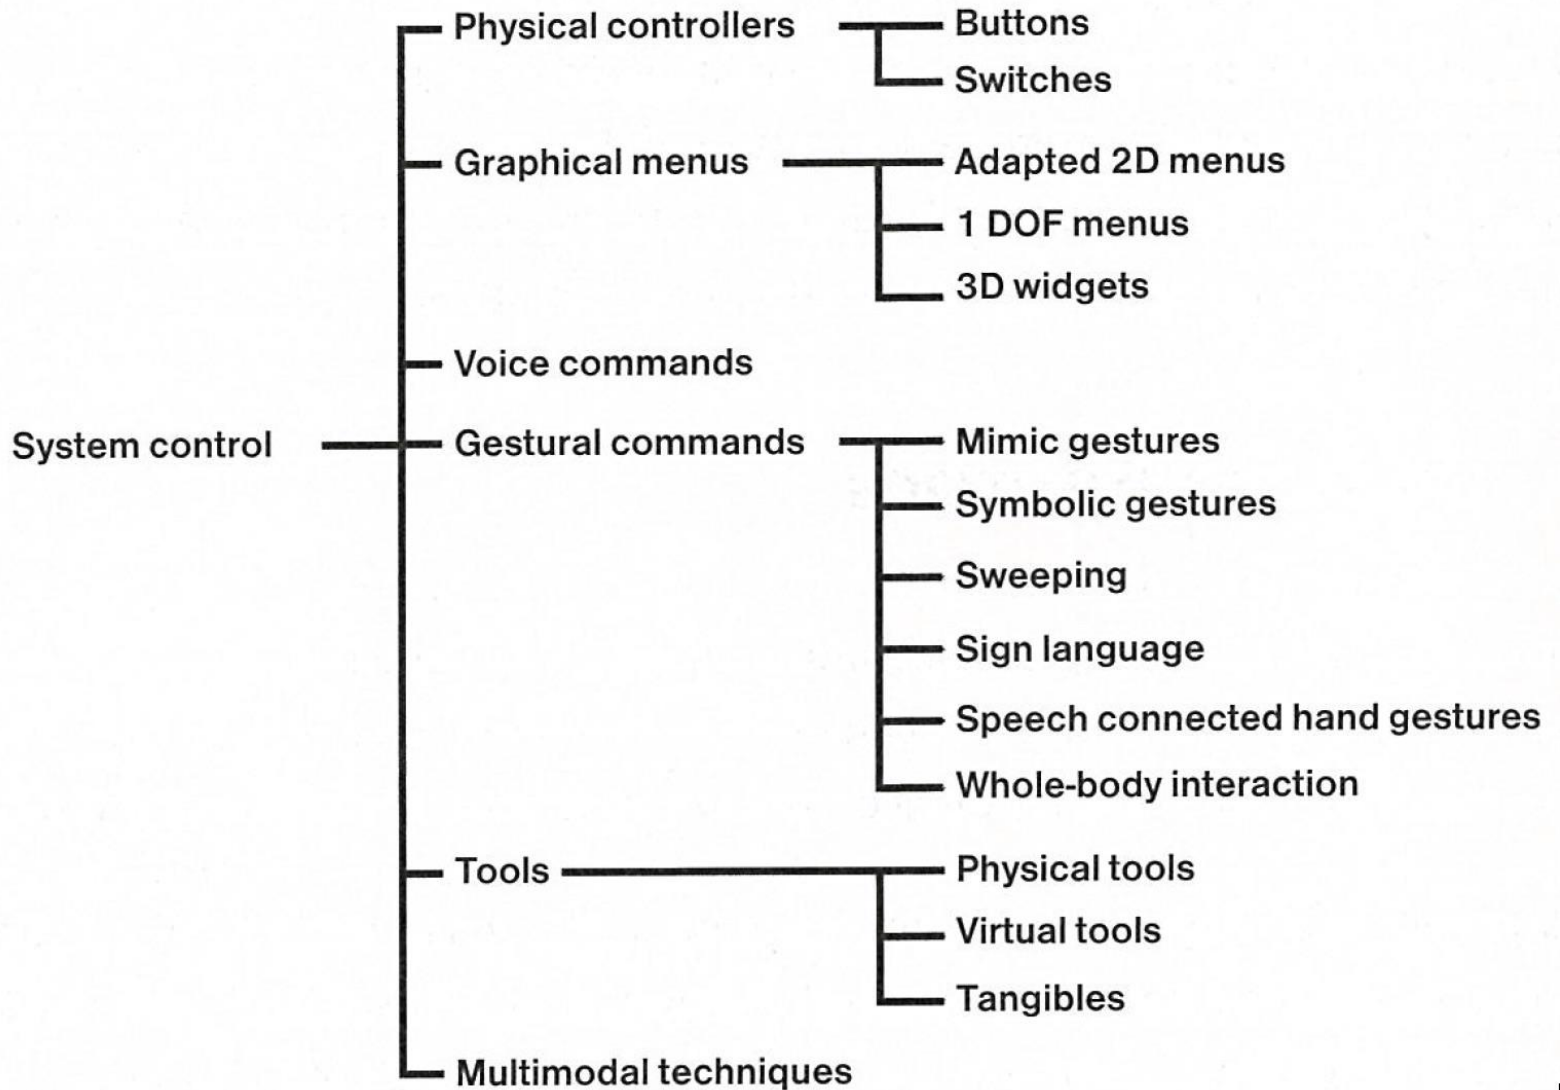 Physical controllers
Buttons
Switches
Graphical menus
Adapted 2D menus
1 DOF menus
3D widgets
Voice commands
System control
Gestural commands
Mimic gestures
Symbolic gestures
Sweeping
Sign language
Speech connected hand gestures
Whole-body interaction
Tools
Physical tools
Virtual tools
Tangibles
Multimodal techniques